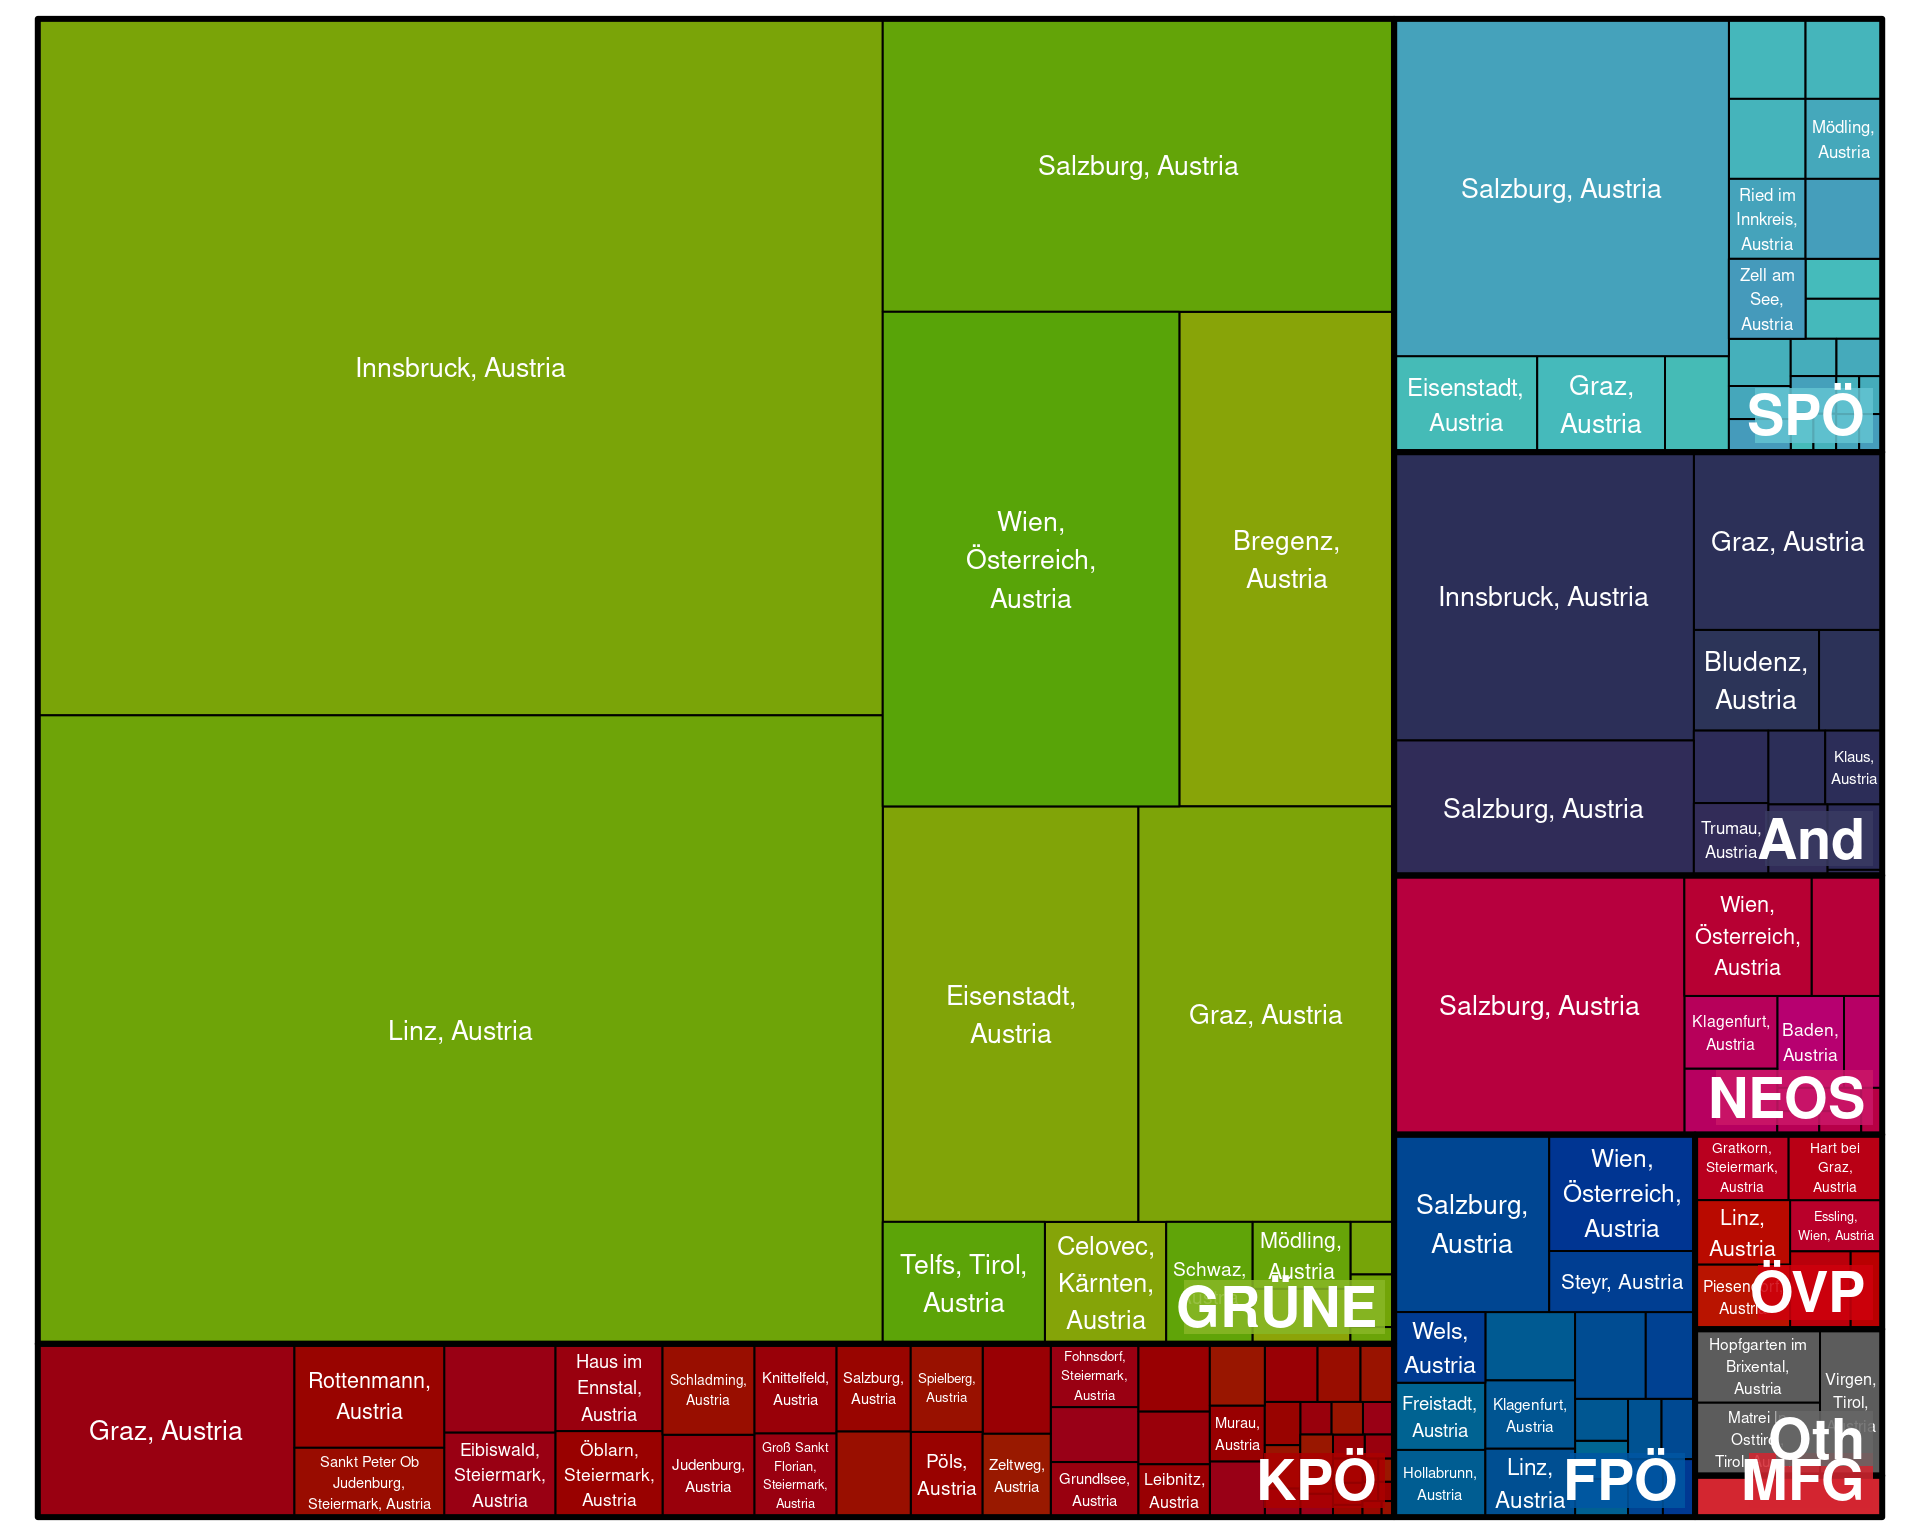 Innsbruck, Austria
Linz, Austria
Salzburg, Austria
Wien,
Österreich,
Austria
Bregenz,
Austria
Eisenstadt,
Austria
Graz, Austria
Telfs, Tirol,
Austria
Celovec,
Kärnten,
Austria
Schwaz,
Mödling,
Austria
GRÜNE
Graz, Austria
Rottenmann,
Austria
Sankt Peter Ob
Judenburg,
Steiermark, Austria
Eibiswald,
Steiermark,
Austria
Haus im
Ennstal,
Austria
Öblarn,
Steiermark,
Austria
Schladming,
Austria
Judenburg,
Austria
Knittelfeld,
Austria
Groß Sankt
Florian,
Steiermark,
Austria
Salzburg,
Austria
Spielberg,
Austria
Pöls,
Austria
Zeltweg,
Austria
Fohnsdorf,
Steiermark,
Austria
Grundlsee,
Austria
Leibnitz,
Austria
Murau,
Austria
KPÖ
Salzburg, Austria
Eisenstadt,
Austria
Graz,
Austria
Mödling,
Austria
Ried im
Innkreis,
Austria
Zell am
See,
Austria
SPÖ
Innsbruck, Austria
Salzburg, Austria
Graz, Austria
Bludenz,
Austria
Klaus,
Austria
Trumau,
Austria
And
Salzburg, Austria
Wien,
Österreich,
Austria
Klagenfurt,
Austria
Baden,
Austria
NEOS
Salzburg,
Austria
Wien,
Österreich,
Austria
Steyr, Austria
Wels,
Austria
Freistadt,
Austria
Hollabrunn,
Austria
Klagenfurt,
Austria
Linz,
Austria
FPÖ
Gratkorn,
Steiermark,
Austria
Hart bei
Graz,
Austria
Linz,
Austria
Essling,
Wien, Austria
ÖVP
Hopfgarten im
Brixental,
Austria
Virgen,
Tirol,
Matrei
Oth
MFG